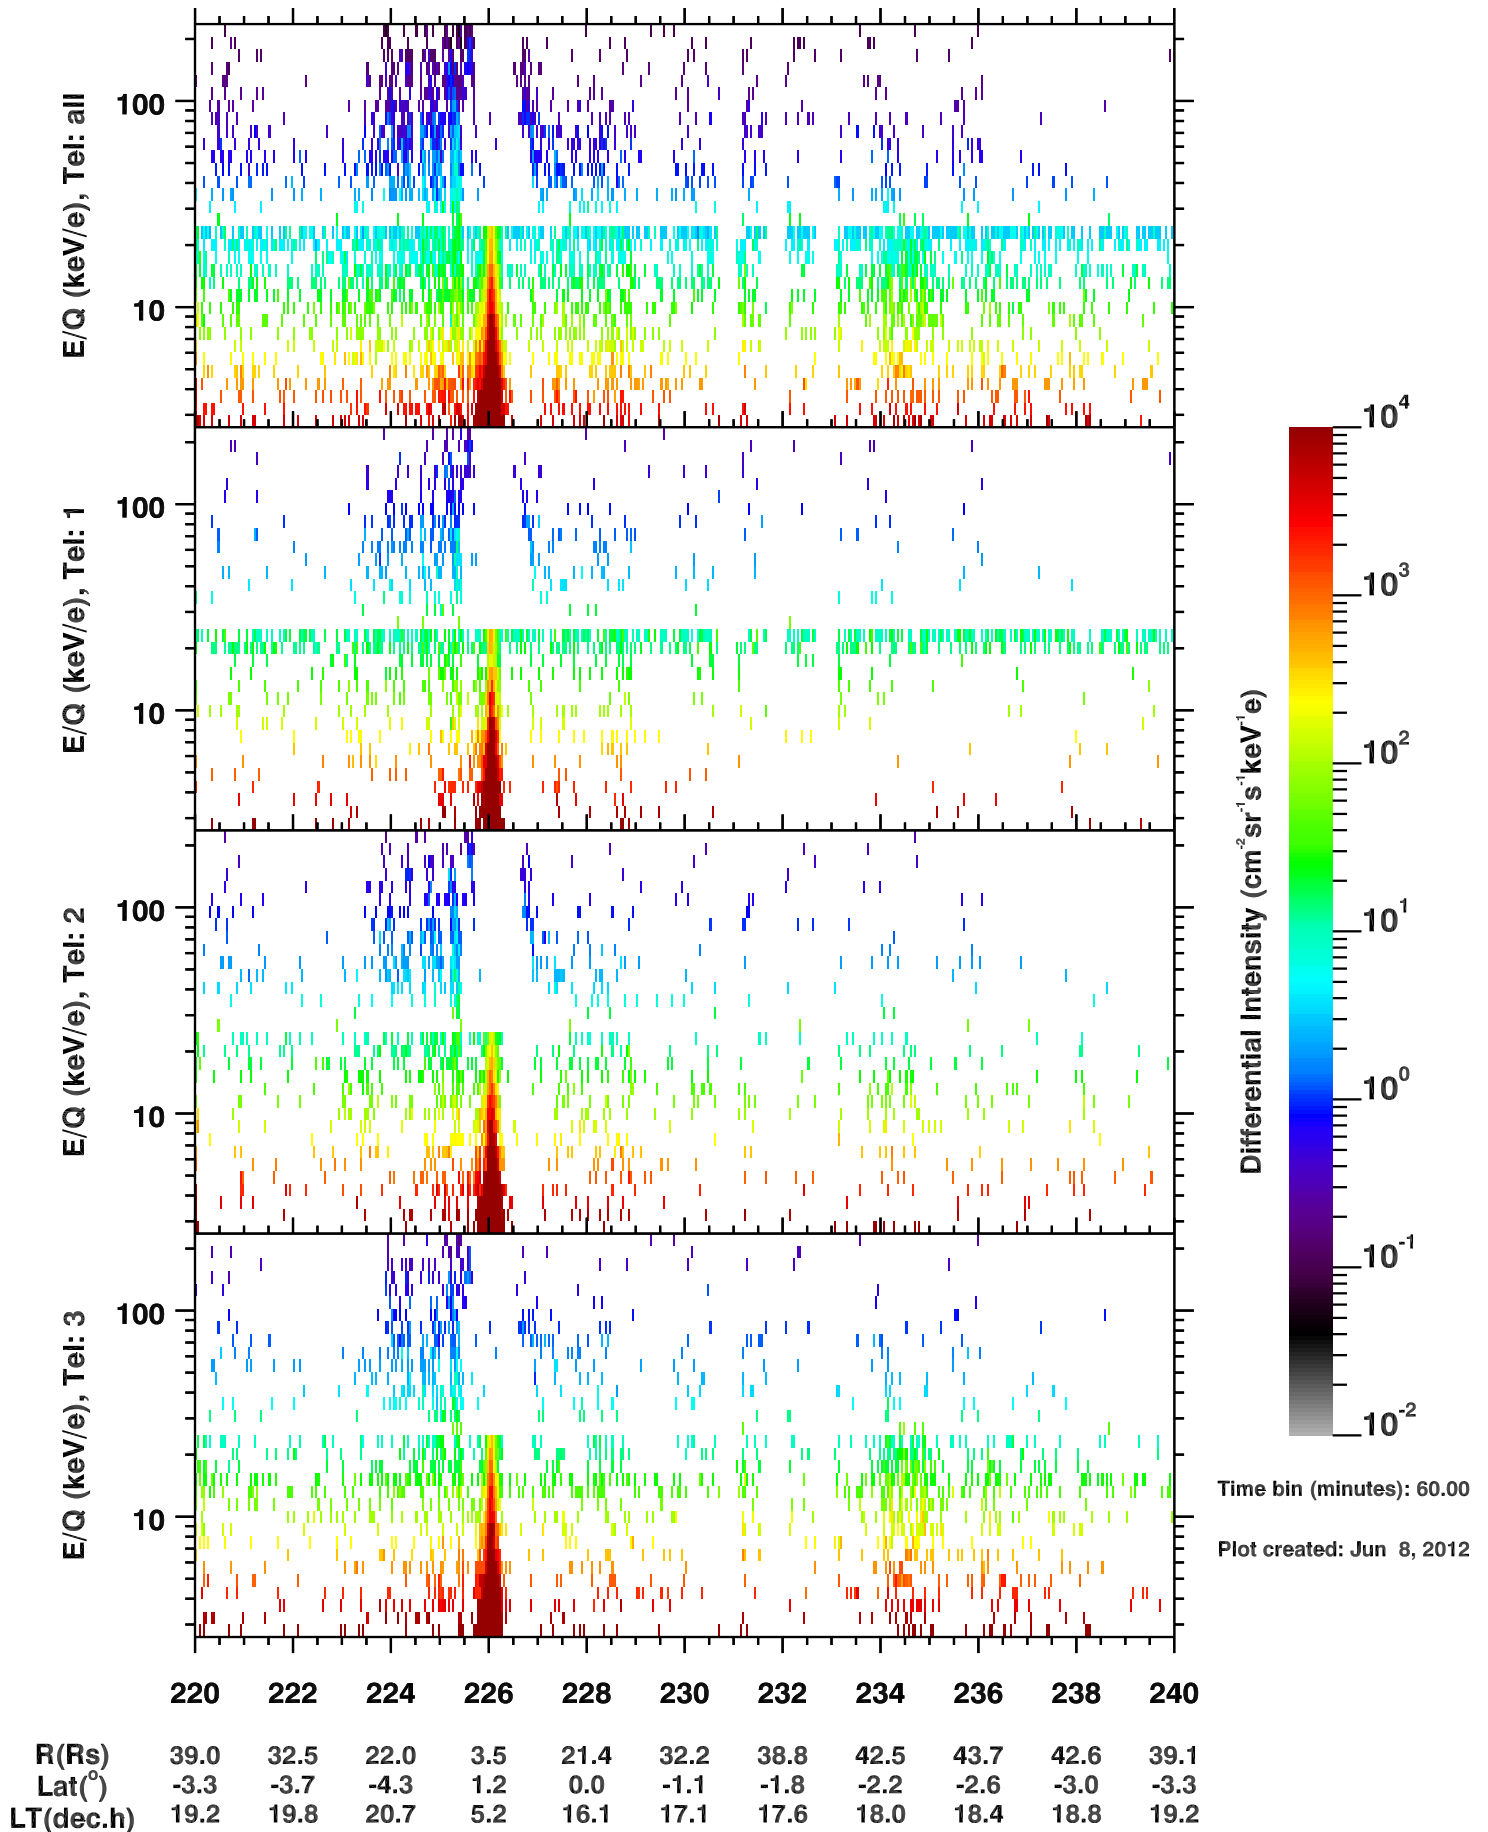 100
10
E/Q (keV/e), Tel: all
100
10
E/Q (keV/e), Tel: 1
100
10
E/Q (keV/e), Tel: 2
100
10
E/Q (keV/e), Tel: 3
10^4
10^3
10^2
10^1
10^0
10^-1
10^-2
Differential Intensity (cm^-2 sr^-1 s^-1 keV^-1 e)
Time bin (minutes): 60.00
Plot created: Jun 8, 2012
220 222 224 226 228 230 232 234 236 238 240
R(Rs) 39.0 32.5 22.0 3.5 21.4 32.2 38.8 42.5 43.7 42.6 39.1
Lat(°) -3.3 -3.7 -4.3 1.2 0.0 -1.1 -1.8 -2.2 -2.6 -3.0 -3.3
LT(dec.h) 19.2 19.8 20.7 5.2 16.1 17.1 17.6 18.0 18.4 18.8 19.2